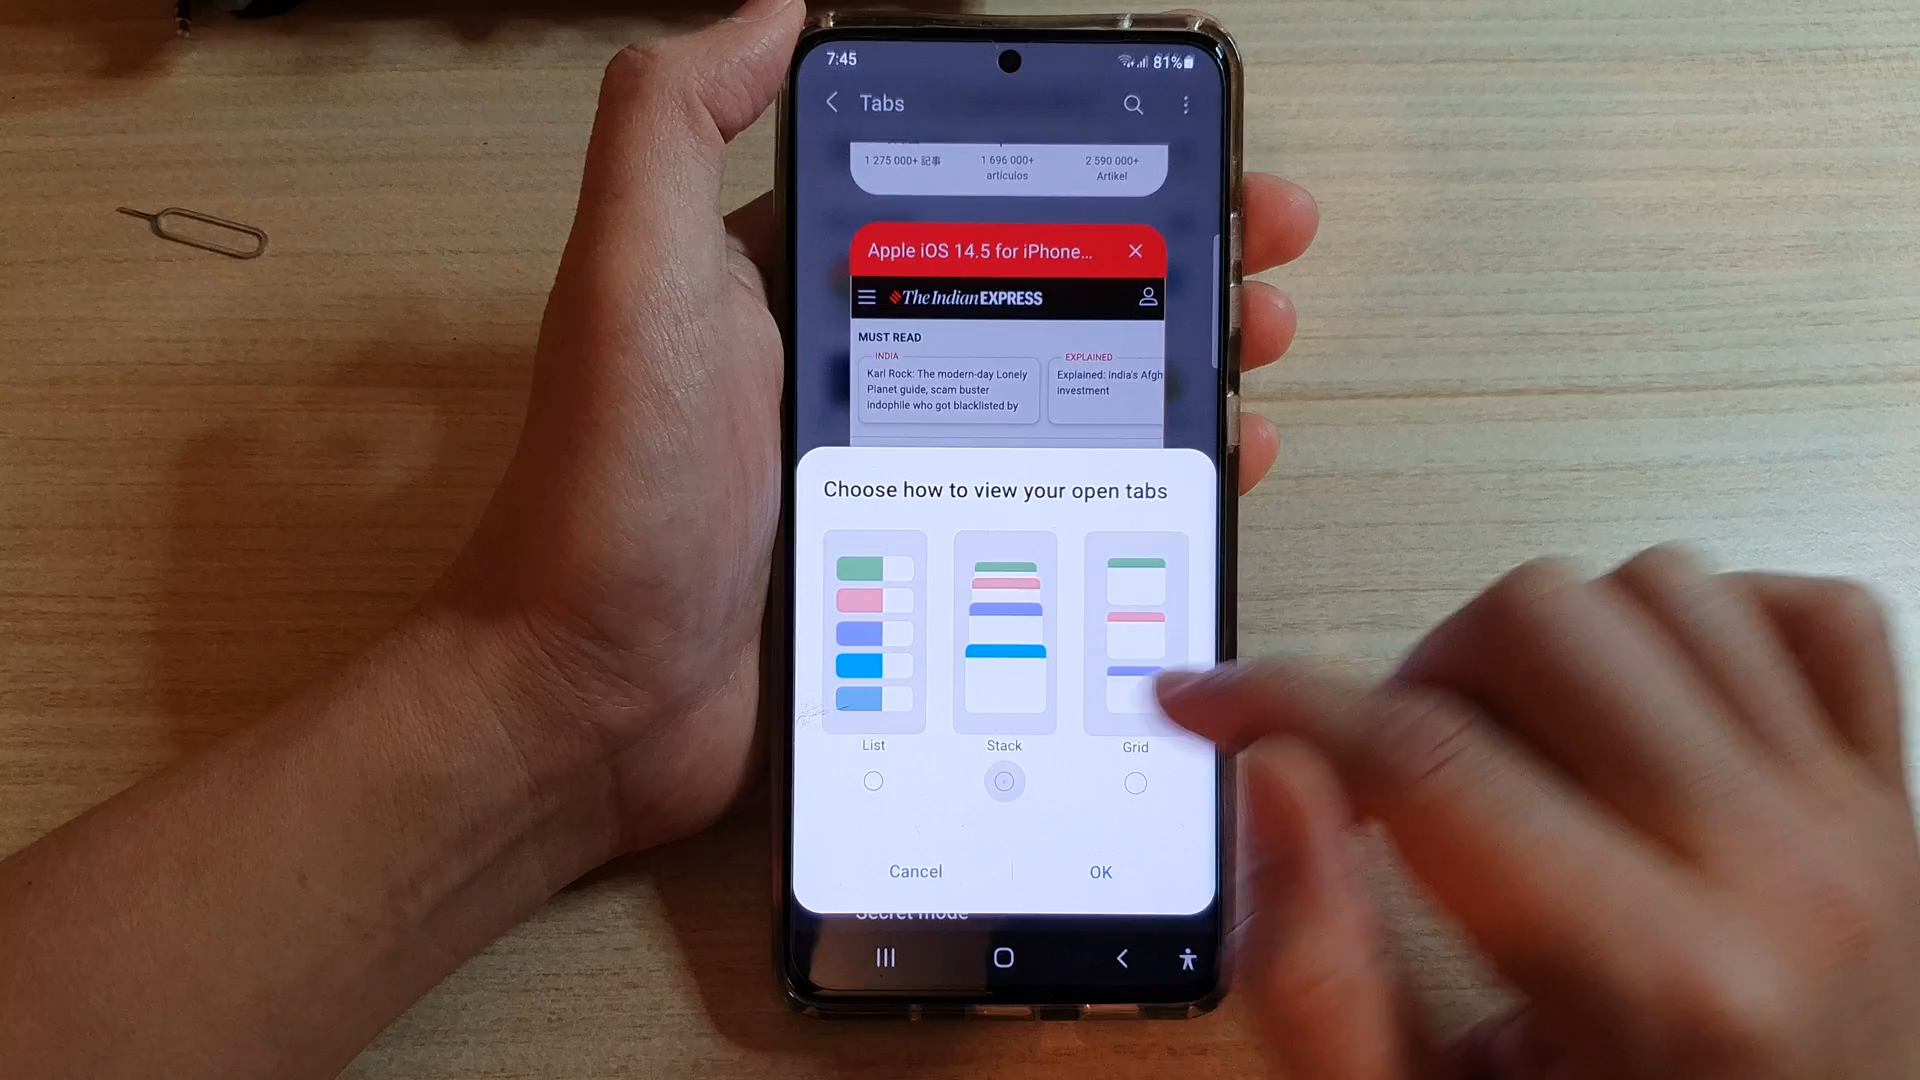 7:45
81%
Tabs
1 275 000+ 記事
1 696 000+
artículos
2 590 000+
Artikel
Apple iOS 14.5 for iPhone...
The Indian EXPRESS
MUST READ
INDIA
Karl Rock: The modern-day Lonely
Planet guide, scam buster
indophile who got blacklisted by
EXPLAINED
Explained: India's Afgh
investment
Choose how to view your open tabs
List
Stack
Grid
Cancel
OK
Secret mode